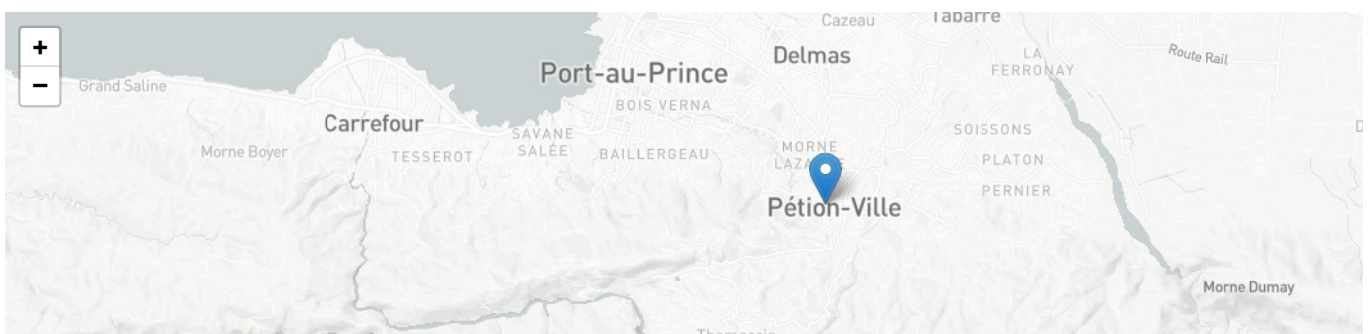 Cazeau
Tabarre
+
Delmas
LA
FERRONAY
Route Rail
Port-au-Prince
−
Grand Saline
BOIS VERNA
Carrefour
SAVANE
SALÉE
SOISSONS
Morne Boyer
TESSEROT
BAILLERGEAU
MORNE
PLATON
PERNIER
Pétion-Ville
Morne Dumay